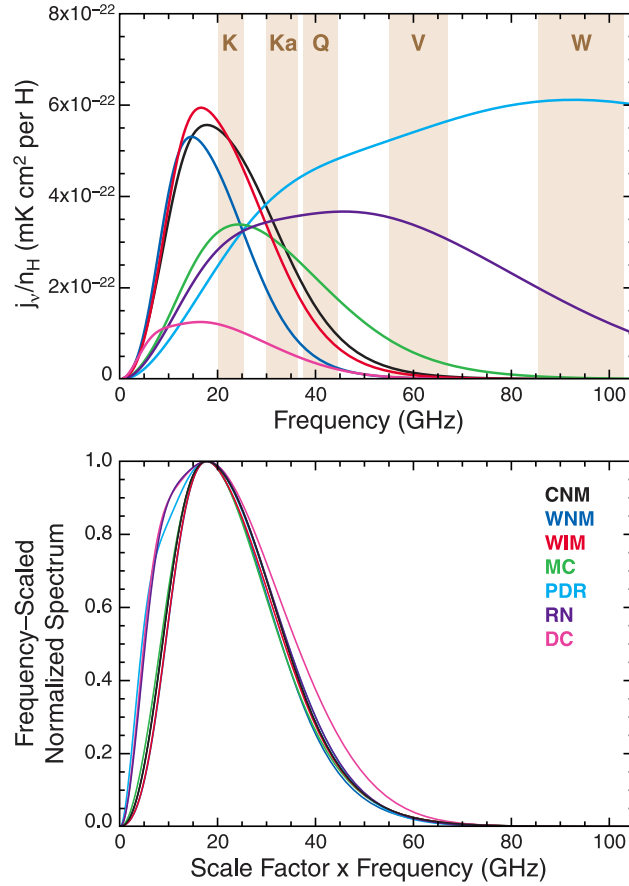 8x10⁻²²
6x10⁻²²
4x10⁻²²
2x10⁻²²
0
K Ka Q V W
jν/nH (mK cm² per H)
0 20 40 60 80 100
Frequency (GHz)
1.0
0.8
0.6
0.4
0.2
0.0
CNM
WNM
WIM
MC
PDR
RN
DC
Frequency–Scaled
Normalized Spectrum
0 20 40 60 80 100
Scale Factor x Frequency (GHz)